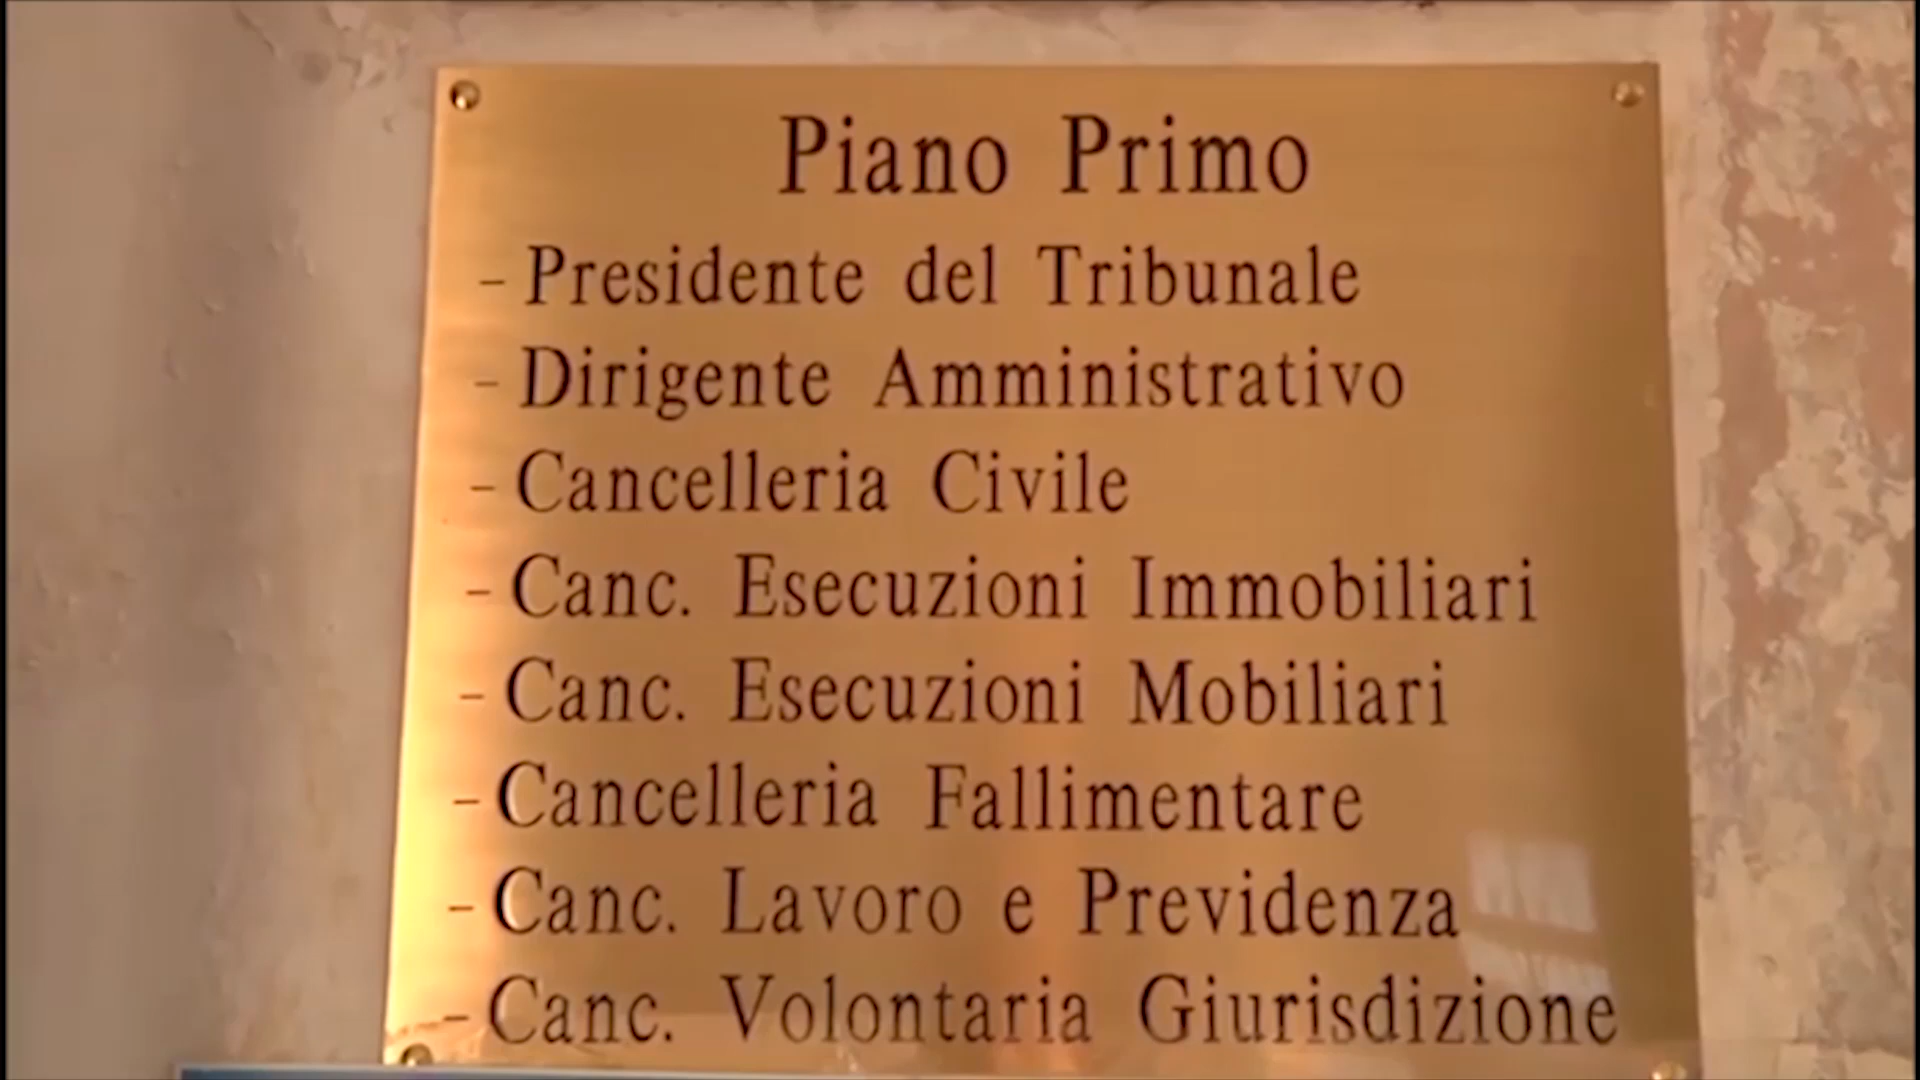 Piano Primo
- Presidente del Tribunale
- Dirigente Amministrativo
- Cancelleria Civile
- Canc. Esecuzioni Immobiliari
- Canc. Esecuzioni Mobiliari
- Cancelleria Fallimentare
- Canc. Lavoro e Previdenza
- Canc. Volontaria Giurisdizione